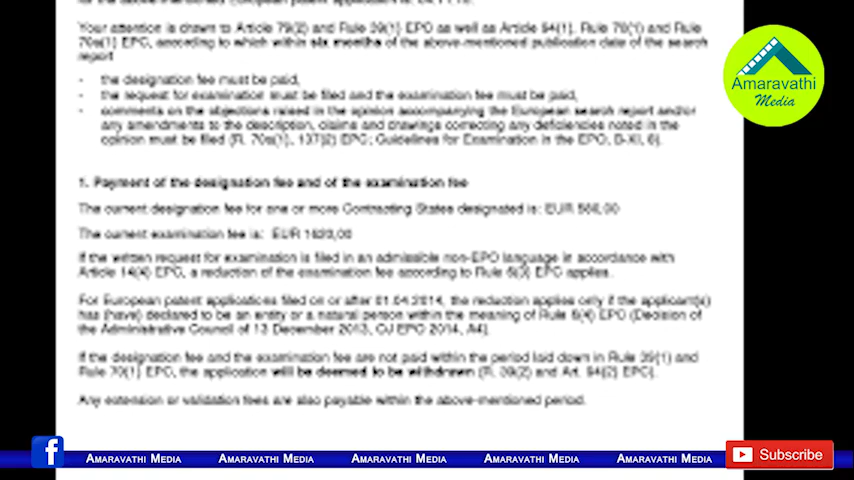 Your attention is drawn to Article 79(2) and Rule 39(1) EPC as well as Article 94(1), Rule 70(1) and Rule
70a(1) EPC, according to which within six months of the above-mentioned publication date of the search
report
- the designation fee must be paid,
- the request for examination must be filed and the examination fee must be paid,
- comments on the objections raised in the opinion accompanying the European search report and/or
any amendments to the description, claims and drawings correcting any deficiencies noted in the
opinion must be filed (R. 70a(1), 137(2) EPC; Guidelines for Examination in the EPO,
1. Payment of the designation fee and of the examination fee
The current designation fee for one or more Contracting States designated is: EUR
The current examination fee is: EUR
If the written request for examination is filed in an admissible non-EPO language in accordance with
Article 14(4) EPC, a reduction of the examination fee according to Rule 6(3) EPC applies.
For European patent applications filed on or after 01.04.2014, the reduction applies only if the applicant(s)
has (have) declared to be an entity or a natural person within the meaning of Rule 6(4) EPC (Decision of
the Administrative Council of 13 December 2013, OJ EPO 2014, A4).
If the designation fee and the examination fee are not paid within the period laid down in Rule 39(1) and
Rule 70(1) EPC, the application will be deemed to be withdrawn (R. 39(2) and Art. 94(2) EPC).
Any extension or validation fees are also payable within the above-mentioned period.
Amaravathi
Media
f Amaravathi Media Amaravathi Media Amaravathi Media Amaravathi Media Amaravathi Media Subscribe